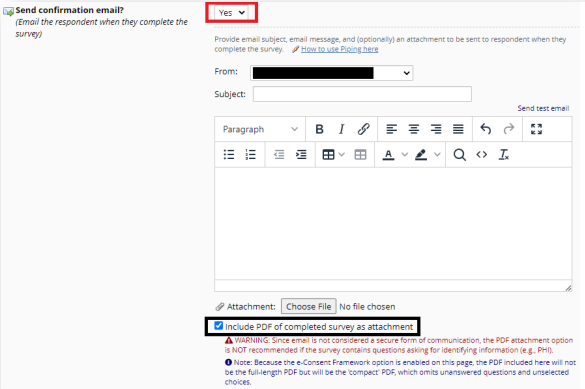 Send confirmation email?
(Email the respondent when they complete the
survey)
Yes
Provide email subject, email message, and (optionally) an attachment to be sent to respondent when they
complete the survey. How to use Piping here
From:
Subject:
Send test email
Paragraph
B I
A
Attachment: Choose File No file chosen
Include PDF of completed survey as attachment
WARNING: Since email is not considered a secure form of communication, the PDF attachment option
is NOT recommended if the survey contains questions asking for identifying information (e.g., PHI).
Note: Because the e-Consent Framework option is enabled on this page, the PDF included here will not
be the full-length PDF but will be the 'compact' PDF, which omits unanswered questions and unselected
choices.